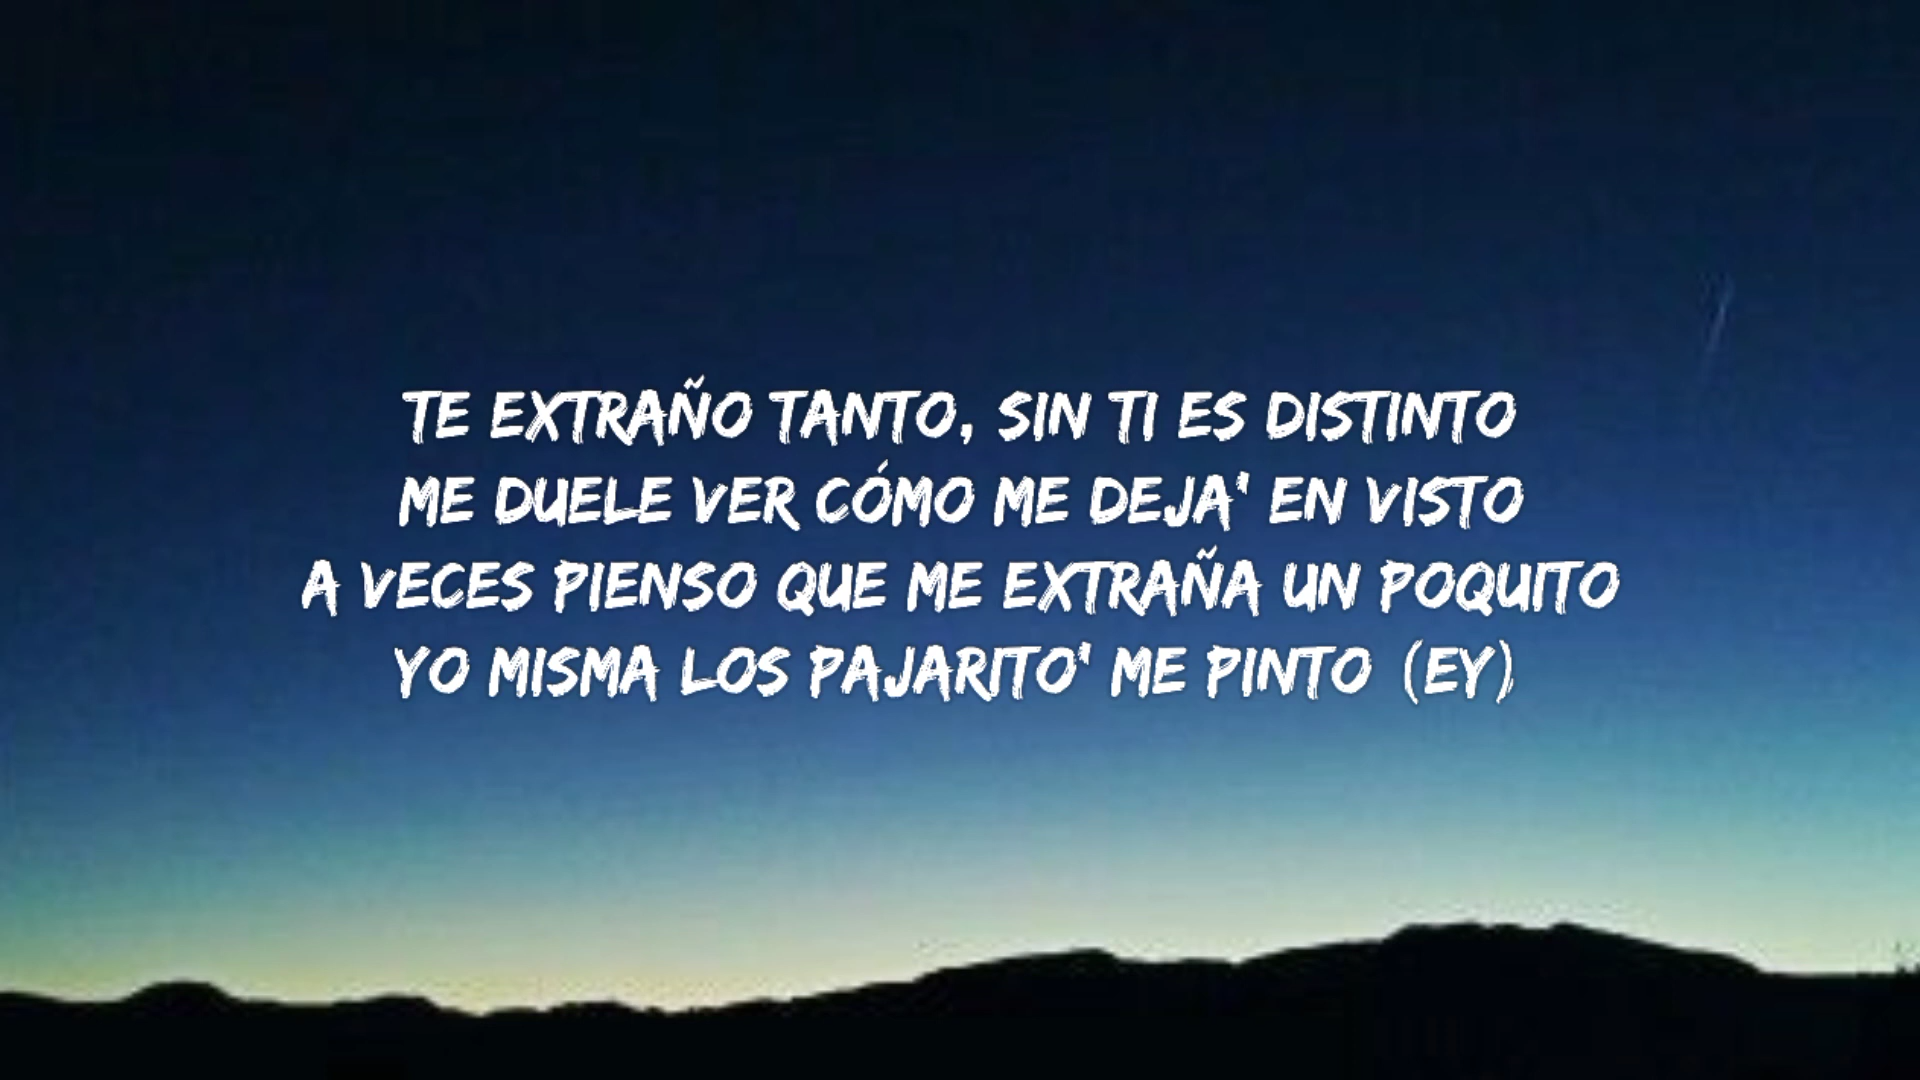 TE EXTRAÑO TANTO, SIN TI ES DISTINTO
ME DUELE VER CÓMO ME DEJA' EN VISTO
A VECES PIENSO QUE ME EXTRAÑA UN POQUITO
YO MISMA LOS PAJARITO' ME PINTO (EY)